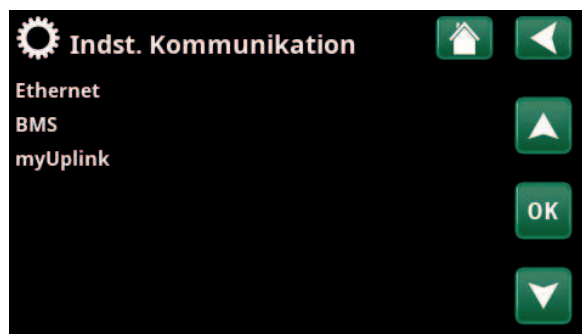 Indst. Kommunikation
Ethernet
BMS
myUplink
OK